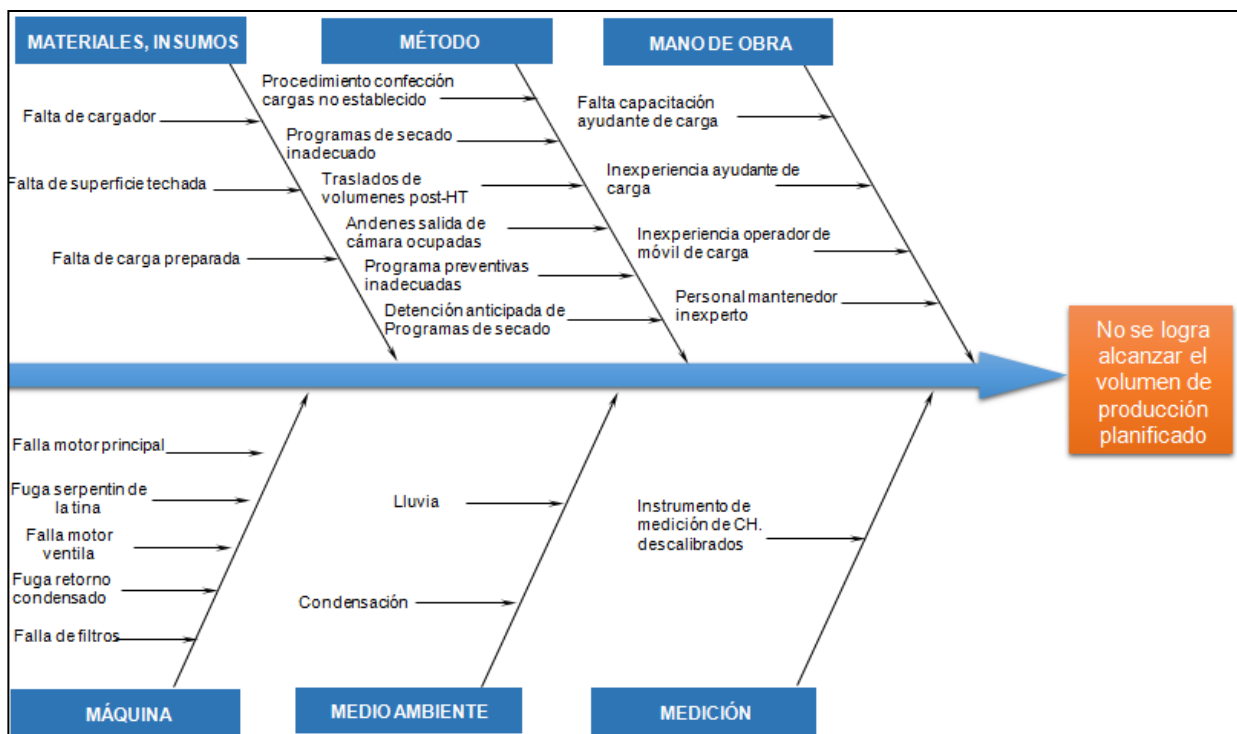 MATERIALES, INSUMOS
MÉTODO
MANO DE OBRA
Falta de cargador
Falta de superficie techada
Falta de carga preparada
Procedimiento confección
cargas no establecido
Programas de secado
inadecuado
Traslados de
volumenes post-HT
Andenes salida de
cámara ocupadas
Programa preventivas
inadecuadas
Detención anticipada de
Programas de secado
Falta capacitación
ayudante de carga
Inexperiencia ayudante de
carga
Inexperiencia operador de
móvil de carga
Personal mantenedor
inexperto
No se logra
alcanzar el
volumen de
producción
planificado
Falla motor principal
Fuga serpentin de
la tina
Falla motor
ventila
Fuga retorno
condensado
Falla de filtros
Lluvia
Condensación
Instrumento de
medición de CH.
descalibrados
MÁQUINA
MEDIO AMBIENTE
MEDICIÓN